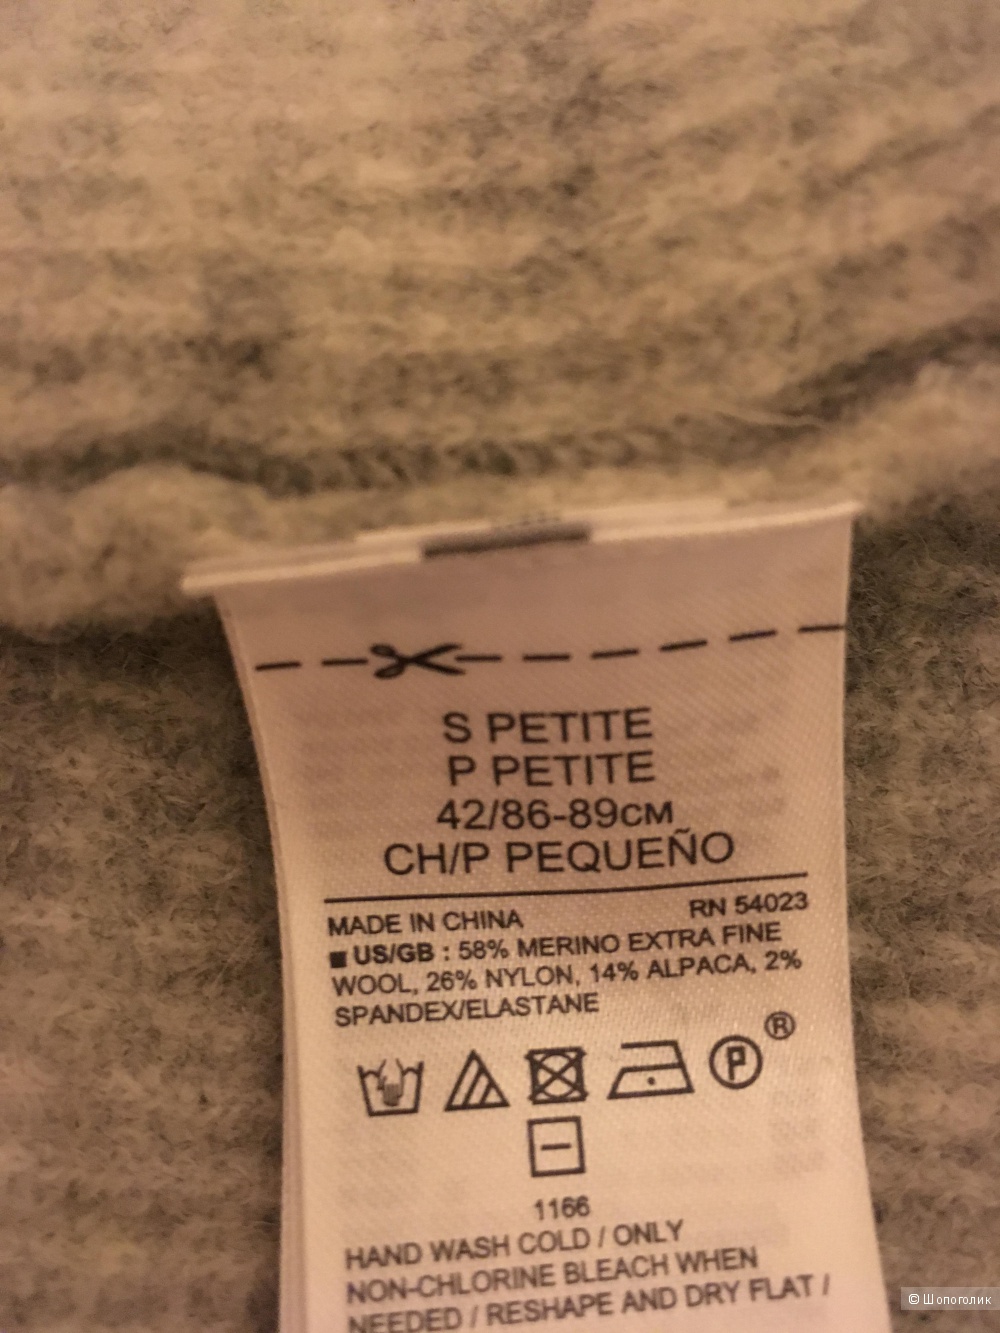 S PETITE
P PETITE
42/86-89CM
CH/P PEQUEÑO
MADE IN CHINA RN 54023
US/GB : 58% MERINO EXTRA FINE
WOOL, 26% NYLON, 14% ALPACA, 2%
SPANDEX/ELASTANE
P ®
1166
HAND WASH COLD / ONLY
NON-CHLORINE BLEACH WHEN
NEEDED / RESHAPE AND DRY FLAT /
© Шопоголик